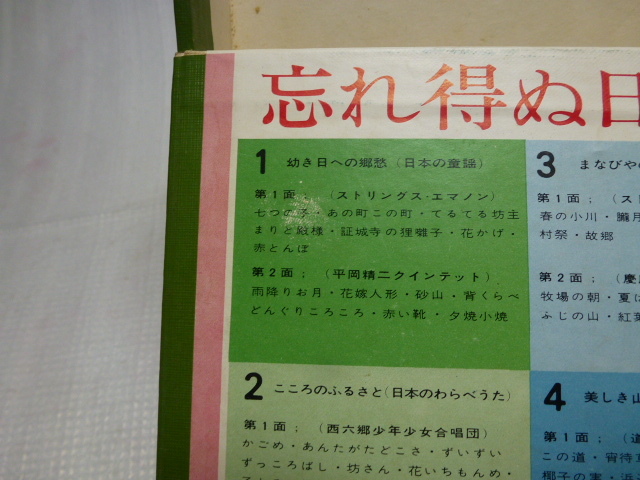 忘れ得ぬ日
1 幼き日への郷愁(日本の童謡)
第1面;(ストリングス・エマノン)
七つの子・あの町この町・てるてる坊主
まりと殿様・証城寺の狸囃子・花かげ・
赤とんぼ
第2面;(平岡精二クインテット)
雨降りお月・花嫁人形・砂山・背くらべ
どんぐりころころ・赤い靴・夕焼小焼
2 こころのふるさと(日本のわらべうた)
第1面;(西六郷少年少女合唱団)
かごめ・あんたがたどこさ・ずいずい
ずっころばし・坊さん・花いちもんめ・
3 まなびやの
第1面;(ス
春の小川・朧月
村祭・故郷
第2面;(慶
牧場の朝・夏は
ふじの山・紅葉
4 美しき山
第1面;(道
この道・宵待草
椰子の実・浜